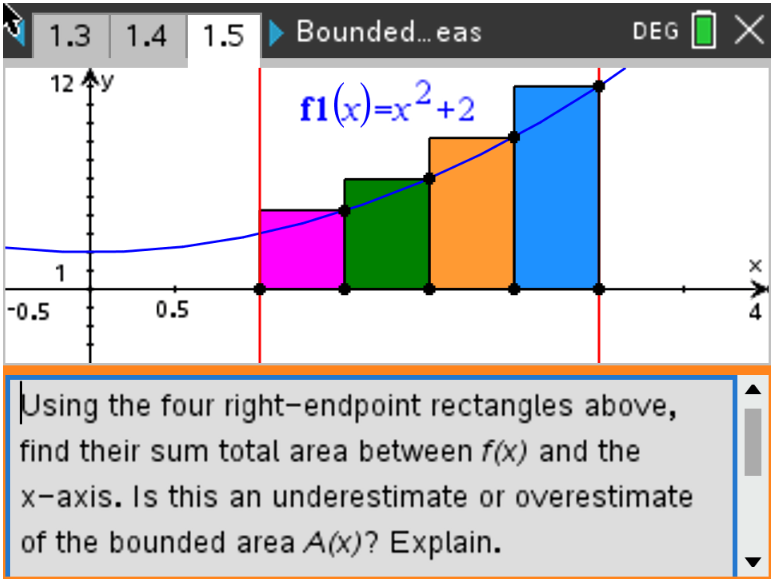 1.3 1.4 1.5 Bounded…eas DEG
12 y
f1(x)=x²+2
1
x
-0.5 0.5 4
Using the four right-endpoint rectangles above,
find their sum total area between f(x) and the
x-axis. Is this an underestimate or overestimate
of the bounded area A(x)? Explain.